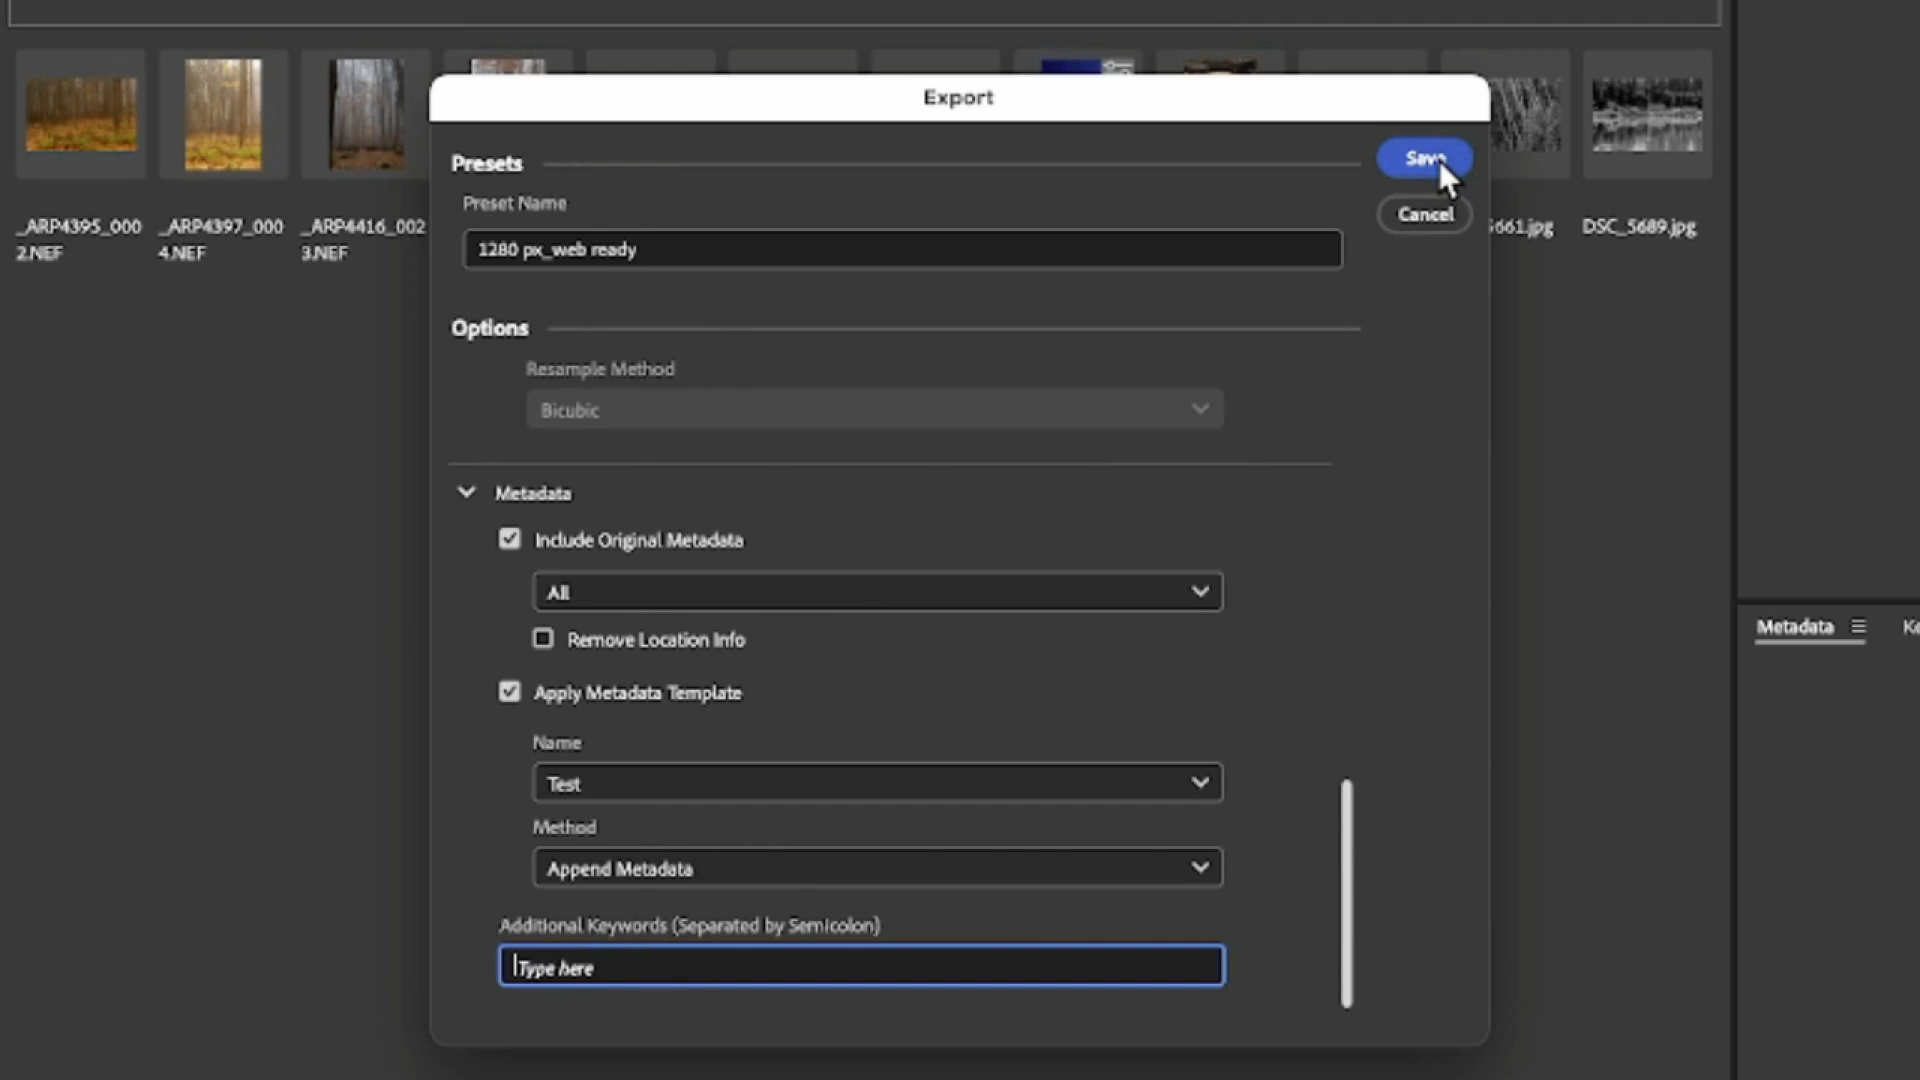 Export
Presets
Save
Preset Name
Cancel
1280 px_web ready
_ARP4395_000
2.NEF
_ARP4397_000
4.NEF
_ARP4416_002
3.NEF
5661.jpg
DSC_5689.jpg
Options
Resample Method
Bicubic
Metadata
Include Original Metadata
All
Remove Location Info
Apply Metadata Template
Name
Test
Method
Append Metadata
Additional Keywords (Separated by Semicolon)
Type here
Metadata
Ke